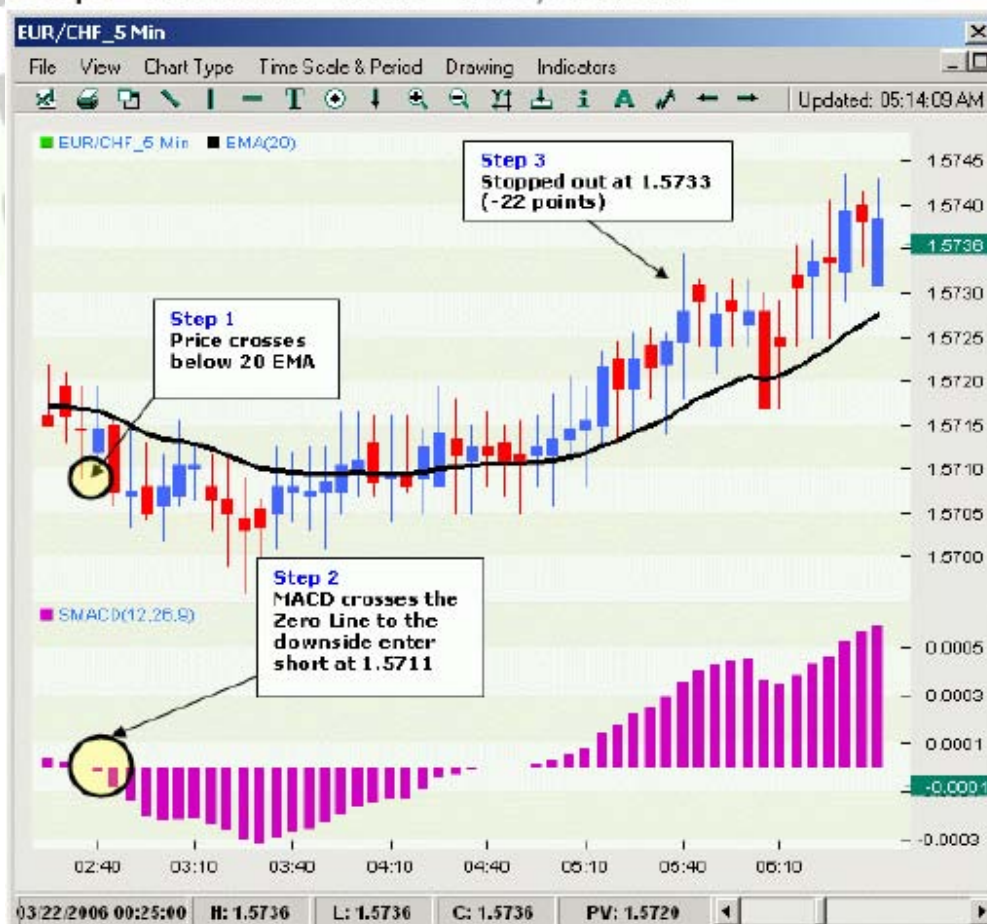 EUR/CHF_5 Min
File View Chart Type Time Scale & Period Drawing Indicators
T i A Updated: 05:14:09 AM
EUR/CHF_5 Min EMA(20)
Step 3
Stopped out at 1.5733
(-22 points)
Step 1
Price crosses
below 20 EMA
1.5745
1.5740
1.5736
1.5730
1.5725
1.5720
1.5715
1.5710
1.5705
1.5700
Step 2
MACD crosses the
Zero Line to the
downside enter
short at 1.5711
SMACD(12,26,9)
0.0005
0.0003
0.0001
-0.0001
-0.0003
02:40 03:10 03:40 04:10 04:40 05:10 05:40 06:10
03/22/2006 00:25:00 H: 1.5736 L: 1.5736 C: 1.5736 PV: 1.5720